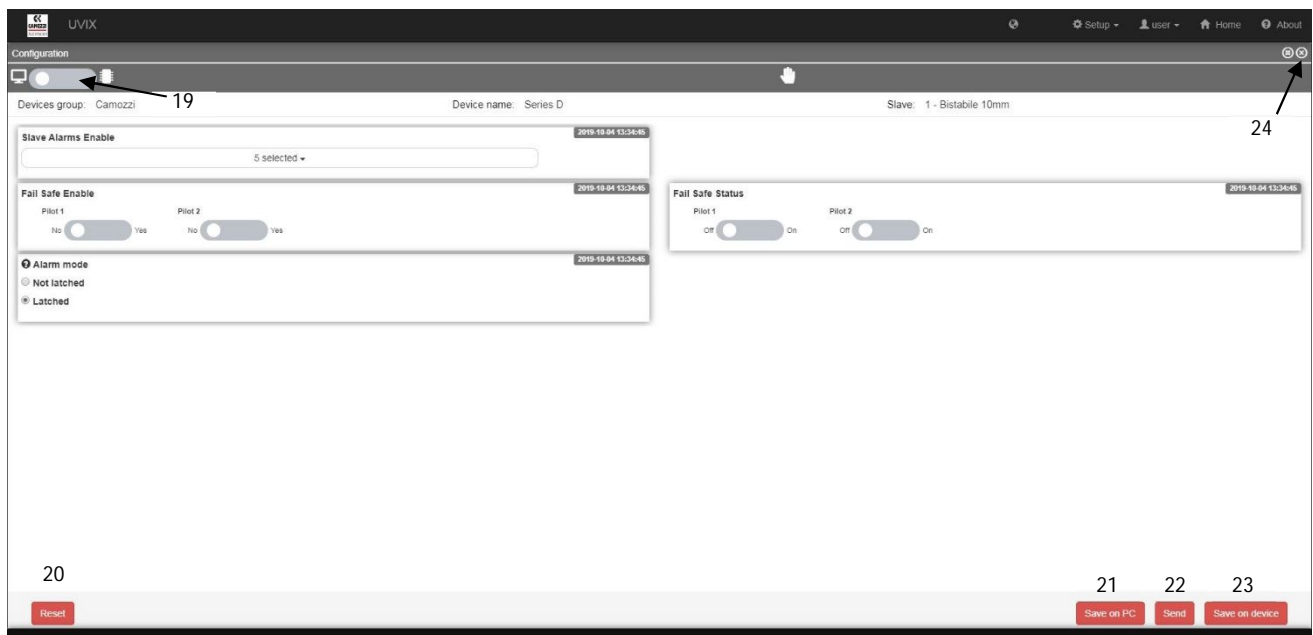 CAMOZZI UVIX Setup user Home About
Configuration
19
24
Devices group: Camozzi Device name: Series D Slave: 1 - Bistabile 10mm
Slave Alarms Enable 2019-10-04 13:34:45
5 selected
Fail Safe Enable 2019-10-04 13:34:45
Pilot 1 Pilot 2
No Yes No Yes
Fail Safe Status 2019-10-04 13:34:45
Pilot 1 Pilot 2
Off On Off On
Alarm mode 2019-10-04 13:34:45
Not latched
Latched
20 21 22 23
Reset Save on PC Send Save on device